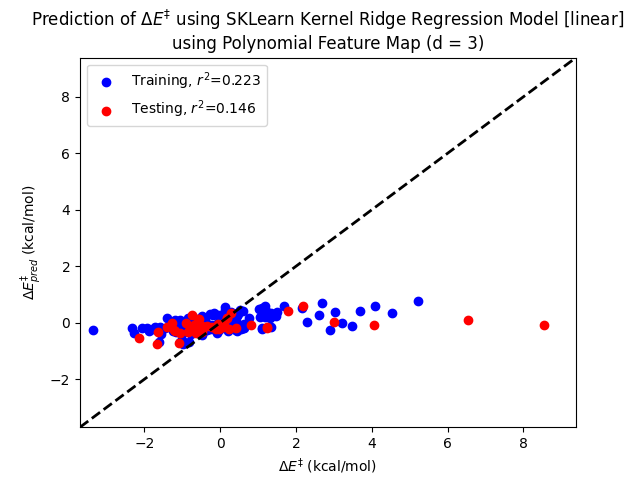 Prediction of ΔE‡ using SKLearn Kernel Ridge Regression Model [linear]
using Polynomial Feature Map (d = 3)
Training, r²=0.223
Testing, r²=0.146
8
6
4
2
0
−2
ΔE‡pred (kcal/mol)
−2 0 2 4 6 8
ΔE‡ (kcal/mol)